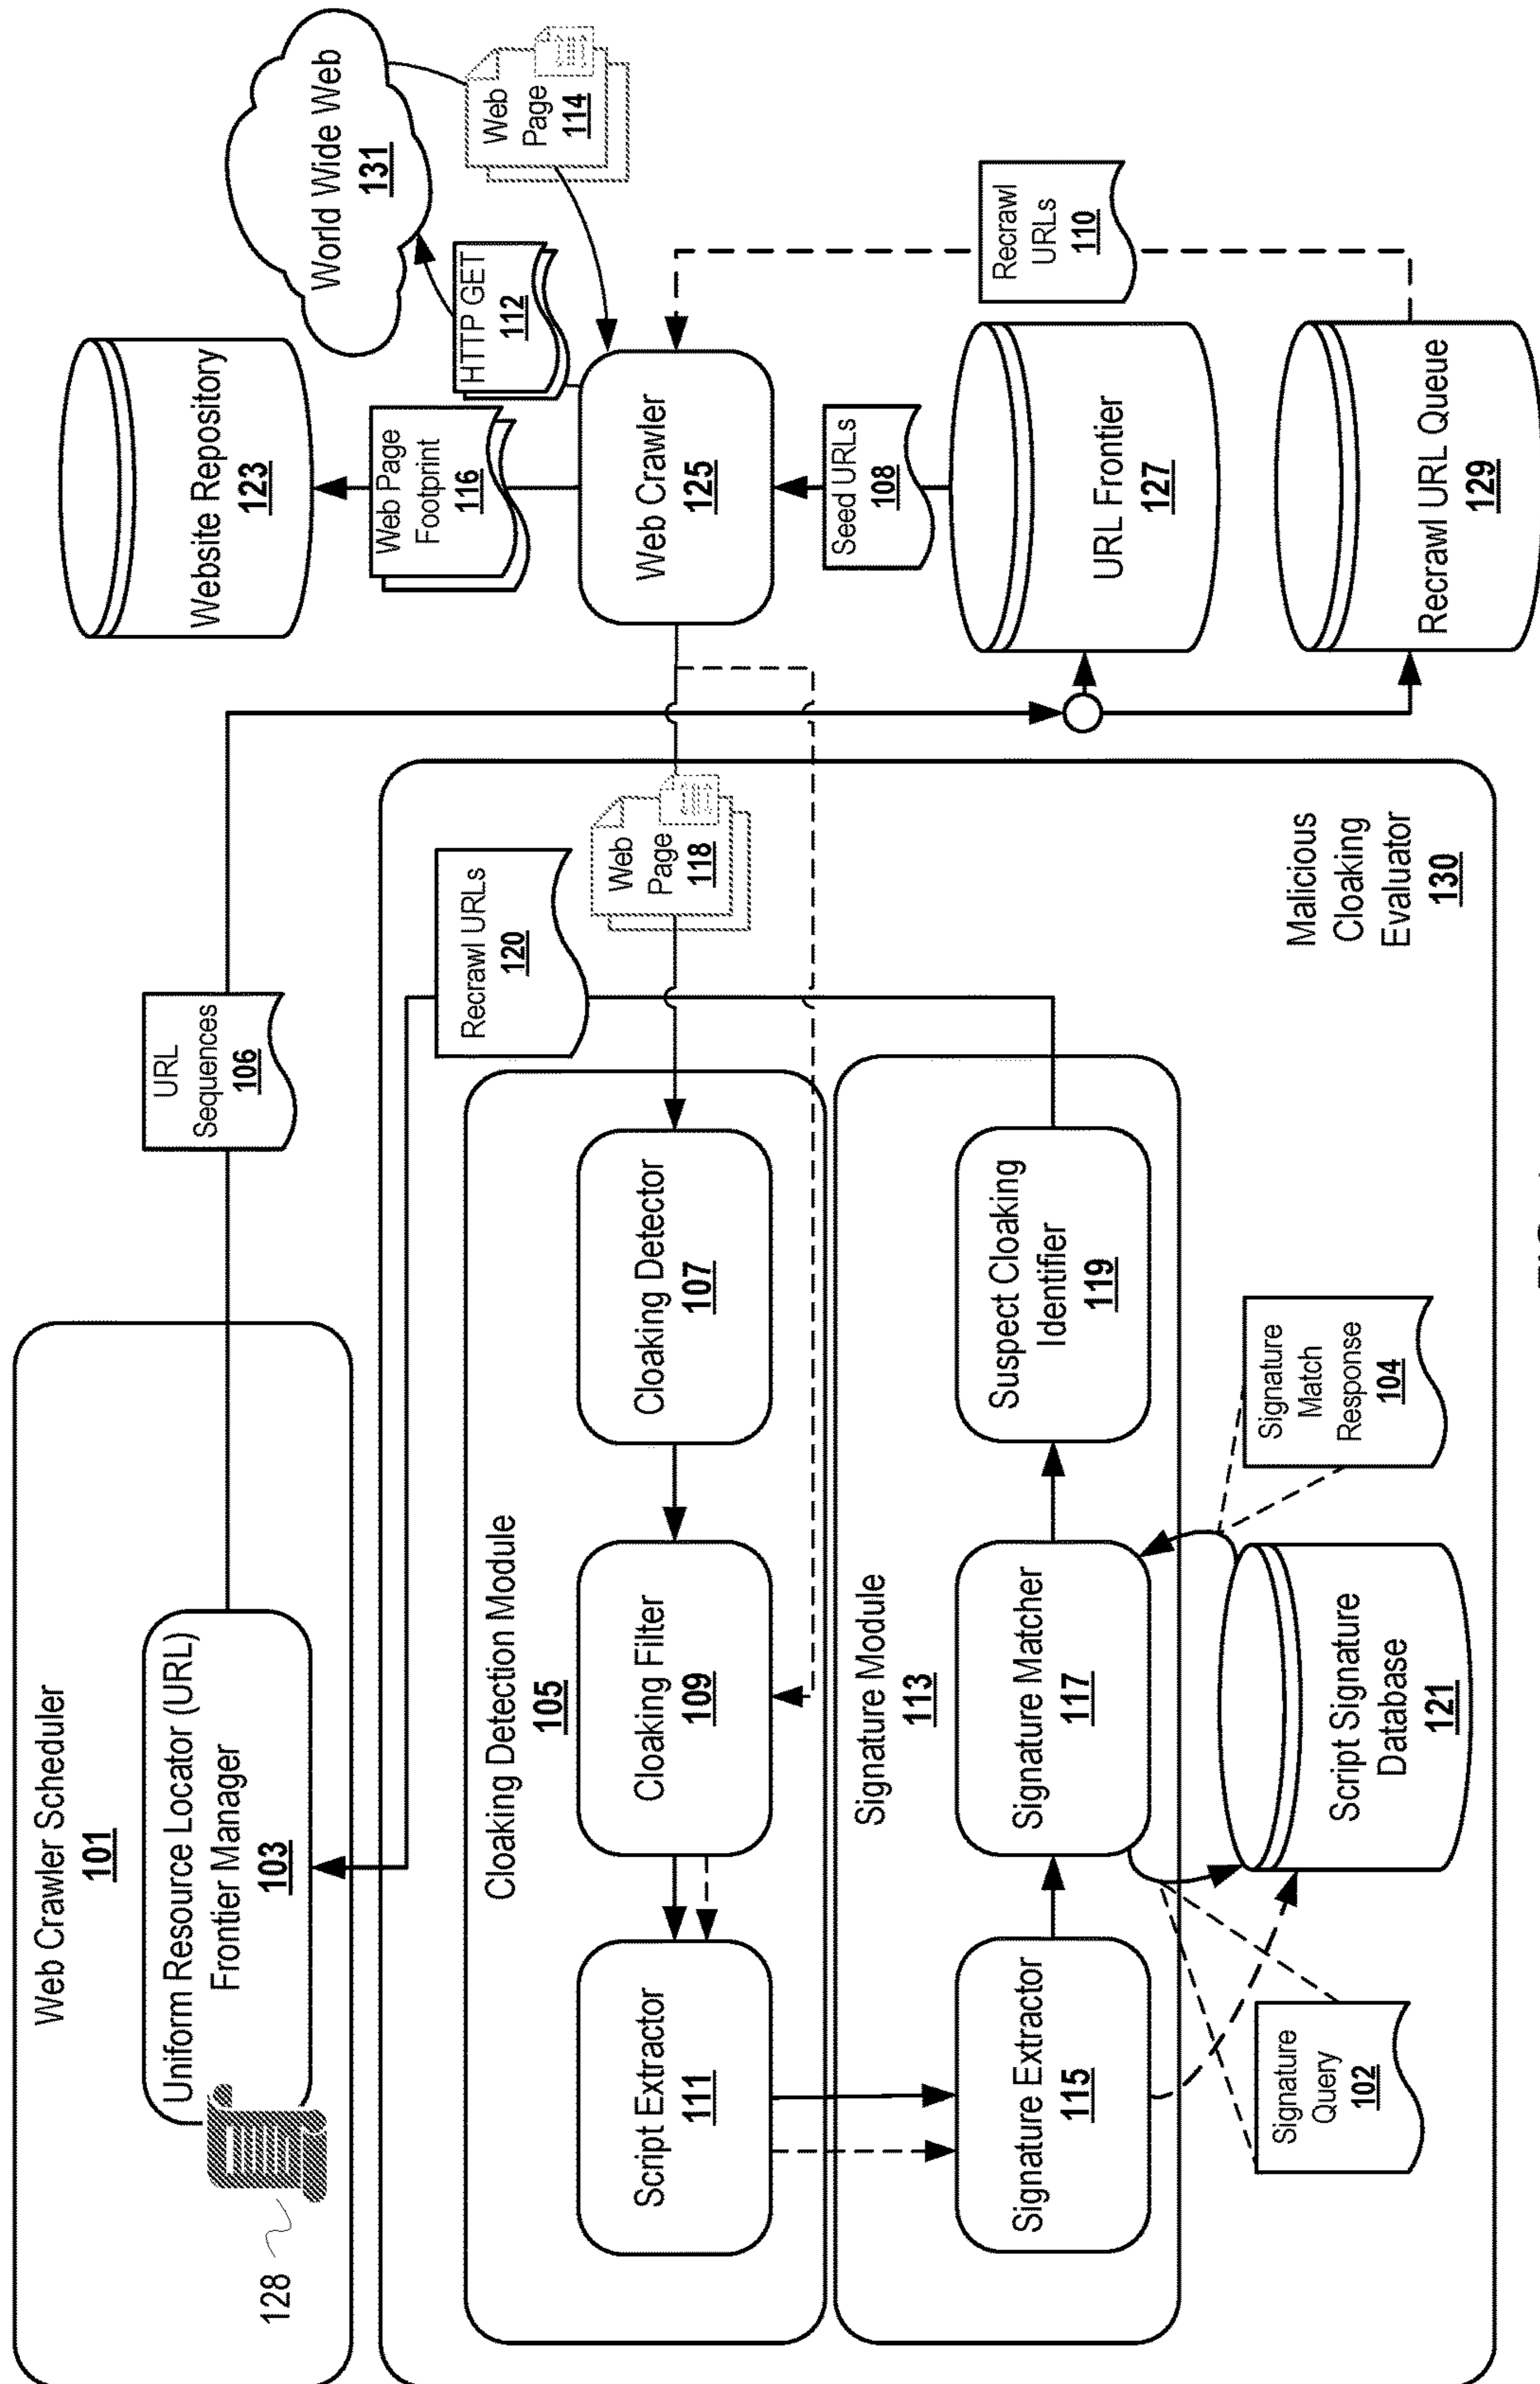 Web Crawler Scheduler
101
Uniform Resource Locator (URL)
Frontier Manager
103
128
URL
Sequences
106
Website Repository
123
World Wide Web
131
Web Page
Footprint
116
HTTP GET
112
Web
Page
114
Web Crawler
125
Seed URLs
108
Recrawl
URLs
110
URL Frontier
127
Recrawl URL Queue
129
Recrawl URLs
120
Web
Page
118
Cloaking Detection Module
105
Script Extractor
111
Cloaking Filter
109
Cloaking Detector
107
Signature Module
113
Signature Extractor
115
Signature Matcher
117
Suspect Cloaking
Identifier
119
Signature
Query
102
Script Signature
Database
121
Signature
Match
Response
104
Malicious
Cloaking
Evaluator
130